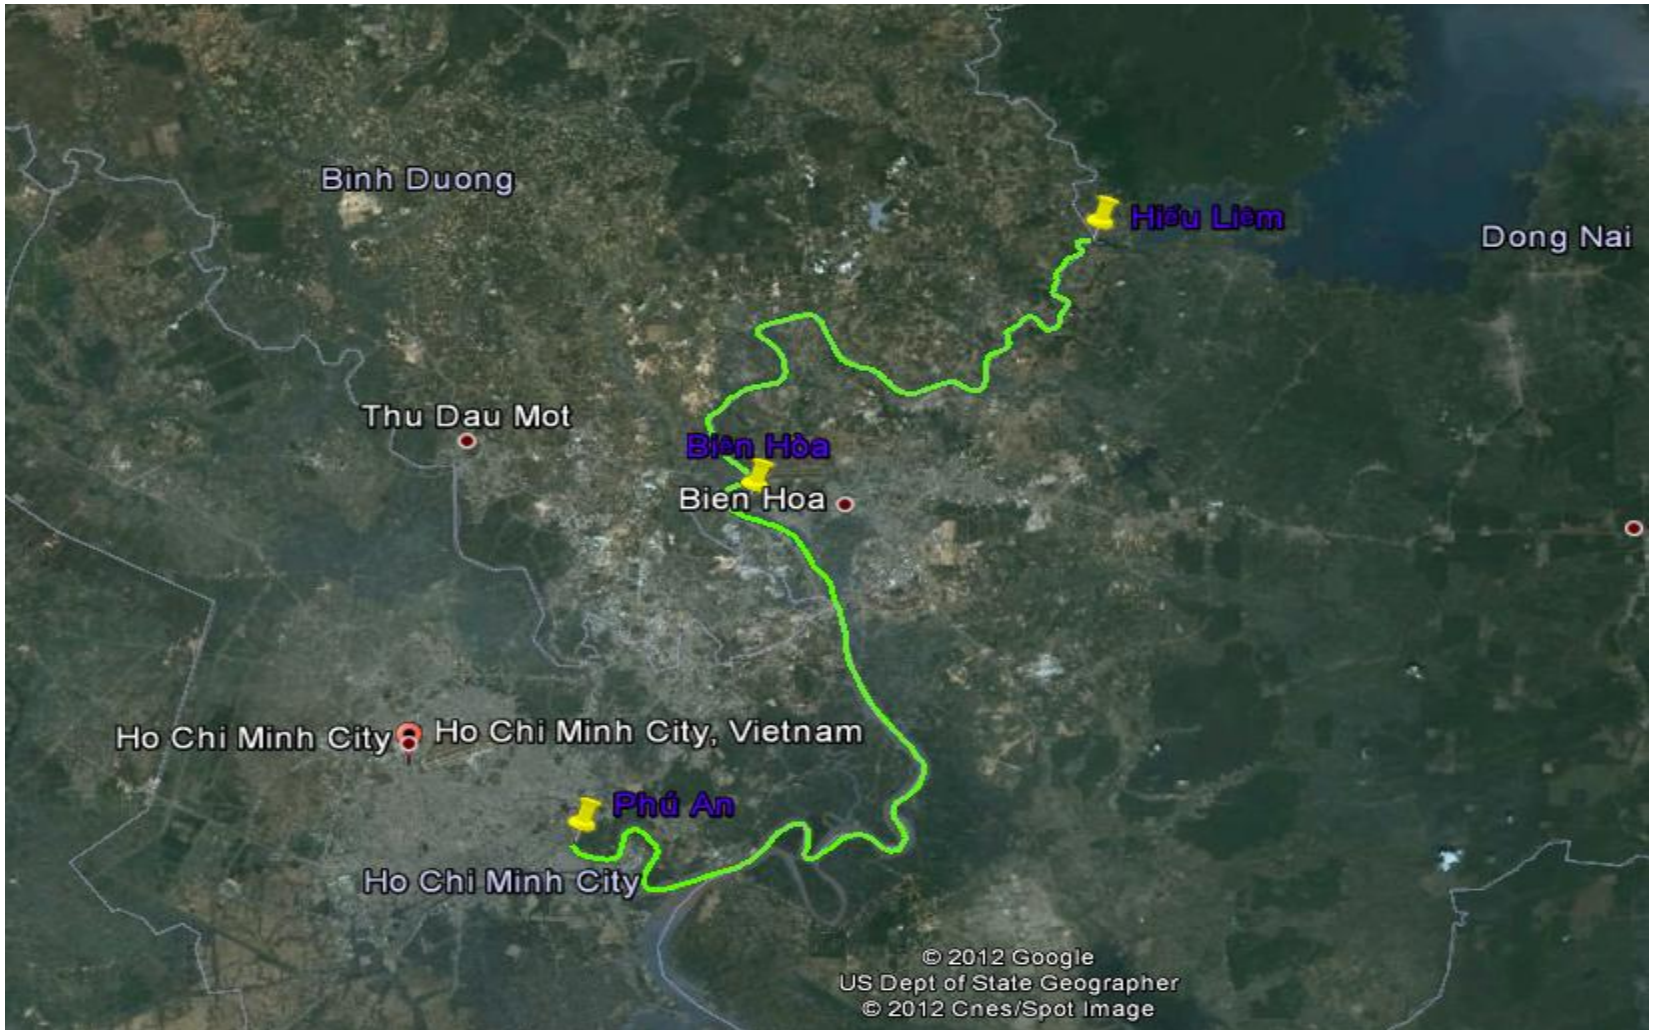 Binh Duong
Hiếu Liêm
Dong Nai
Thu Dau Mot
Biên Hòa
Bien Hoa
Ho Chi Minh City
Ho Chi Minh City, Vietnam
Phú An
Ho Chi Minh City
© 2012 Google
US Dept of State Geographer
© 2012 Cnes/Spot Image